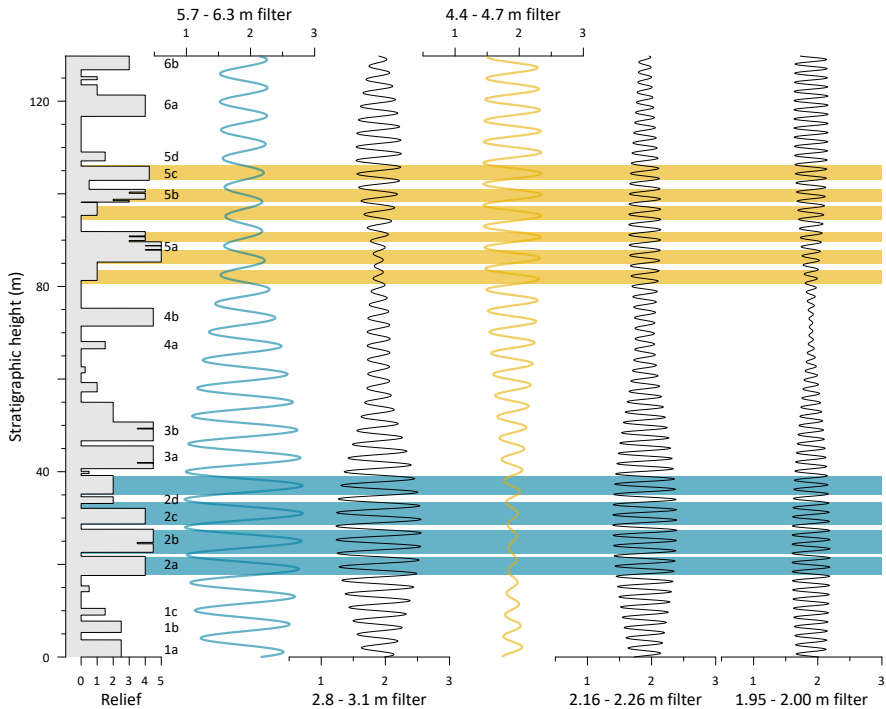 5.7 - 6.3 m filter
4.4 - 4.7 m filter
1 2 3
1 2 3
Stratigraphic height (m)
120
80
40
0
6b
6a
5d
5c
5b
5a
4b
4a
3b
3a
2d
2c
2b
2a
1c
1b
1a
0 1 2 3 4 5
Relief
1 2 3
2.8 - 3.1 m filter
1 2 3
2.16 - 2.26 m filter
1 2 3
1.95 - 2.00 m filter